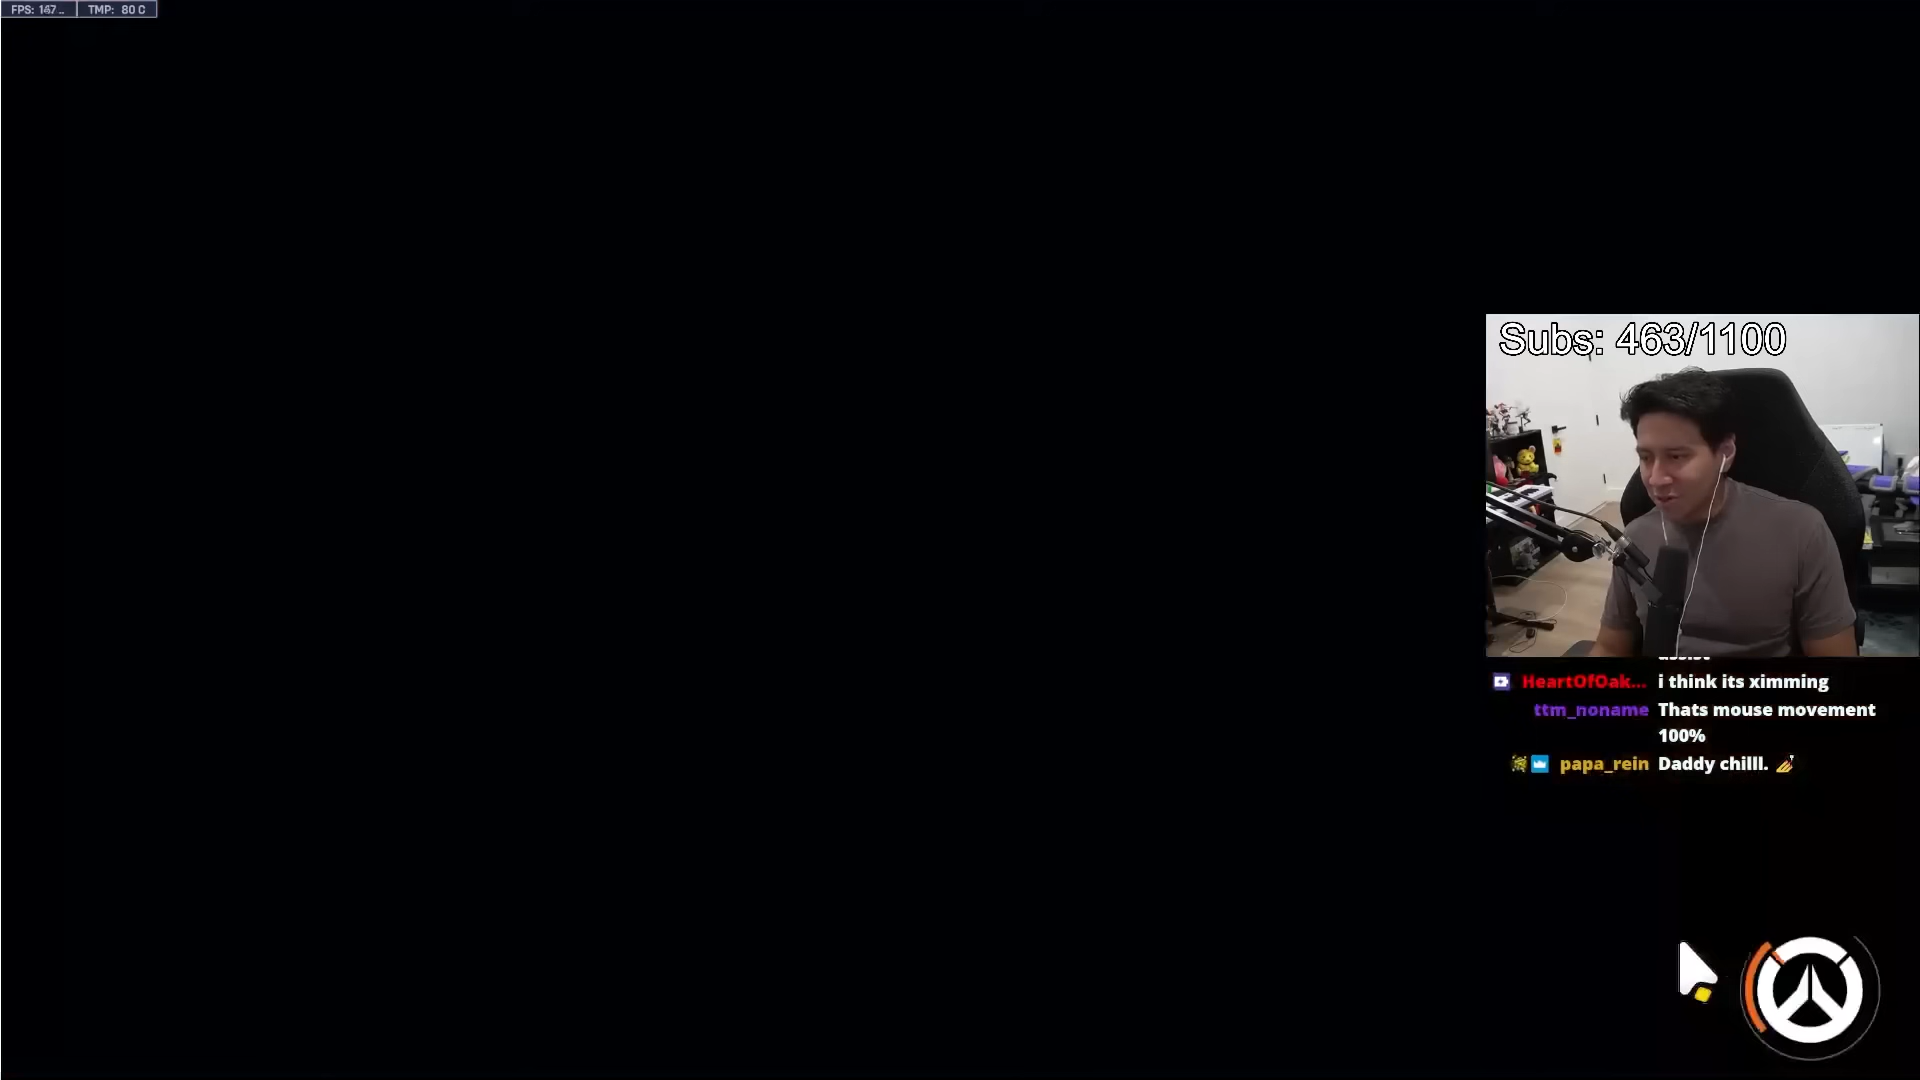 FPS: 147... TMP: 80 C
Subs: 463/1100
assist
HeartOfOak... i think its ximming
ttm_noname Thats mouse movement
100%
papa_rein Daddy chilll.